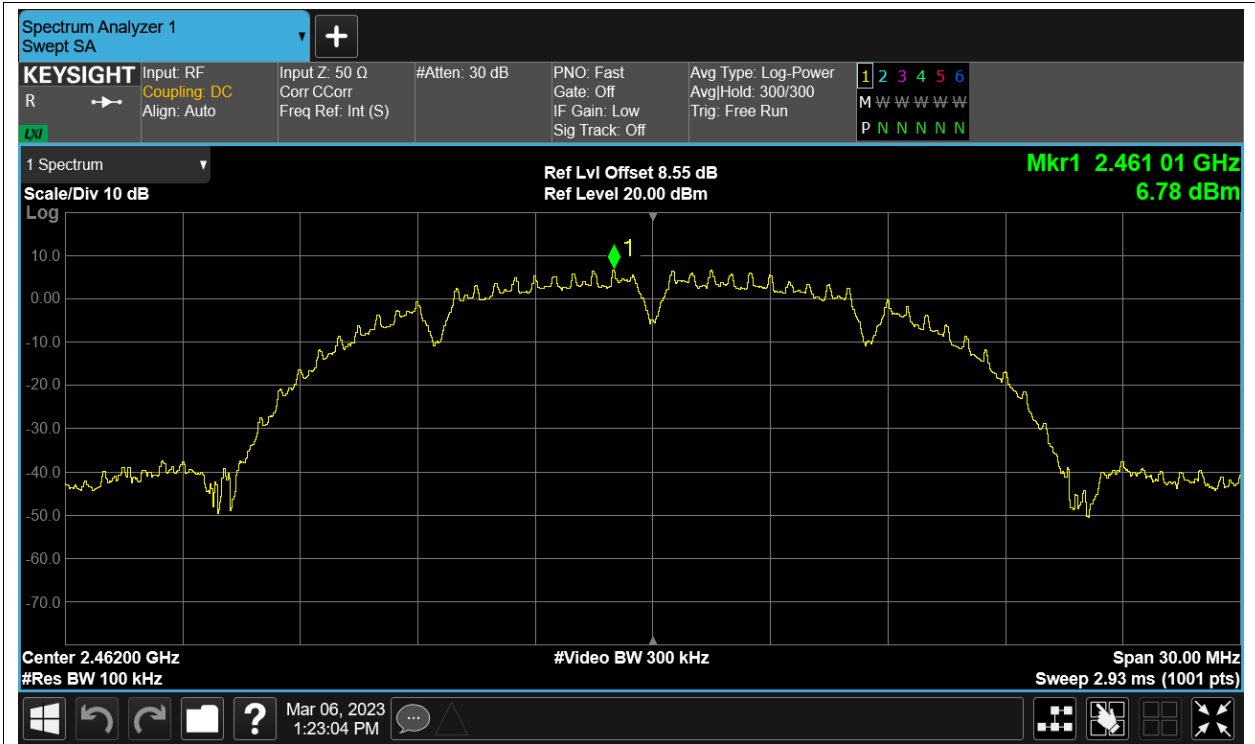 Spectrum Analyzer 1
Swept SA
KEYSIGHT
R
LXI
Input: RF
Coupling: DC
Align: Auto
Input Z: 50 Ω
Corr CCorr
Freq Ref: Int (S)
#Atten: 30 dB
PNO: Fast
Gate: Off
IF Gain: Low
Sig Track: Off
Avg Type: Log-Power
Avg|Hold: 300/300
Trig: Free Run
1 2 3 4 5 6
M W W W W W
P N N N N N
1 Spectrum
Scale/Div 10 dB
Ref Lvl Offset 8.55 dB
Ref Level 20.00 dBm
Mkr1 2.461 01 GHz
6.78 dBm
Log
1
10.0
0.00
-10.0
-20.0
-30.0
-40.0
-50.0
-60.0
-70.0
Center 2.46200 GHz
#Video BW 300 kHz
Span 30.00 MHz
#Res BW 100 kHz
Sweep 2.93 ms (1001 pts)
?
Mar 06, 2023
1:23:04 PM